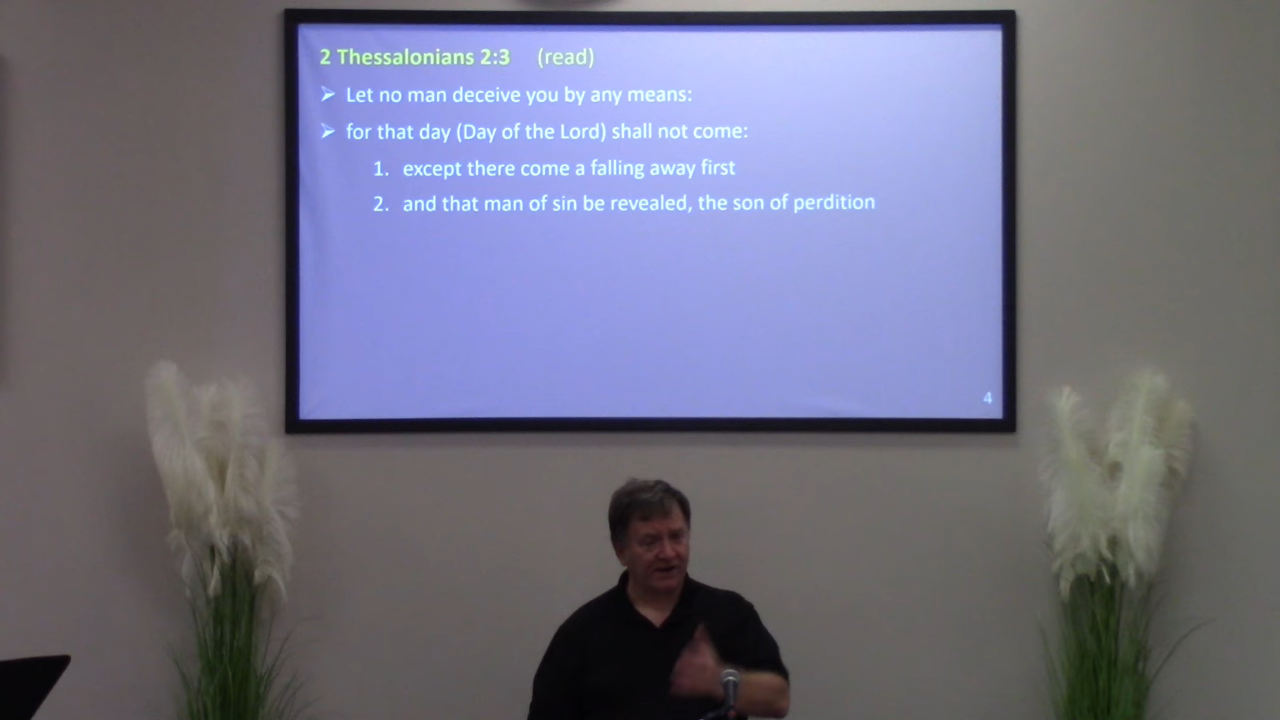 2 Thessalonians 2:3 (read)
➢ Let no man deceive you by any means:
➢ for that day (Day of the Lord) shall not come:
1. except there come a falling away first
2. and that man of sin be revealed, the son of perdition
4